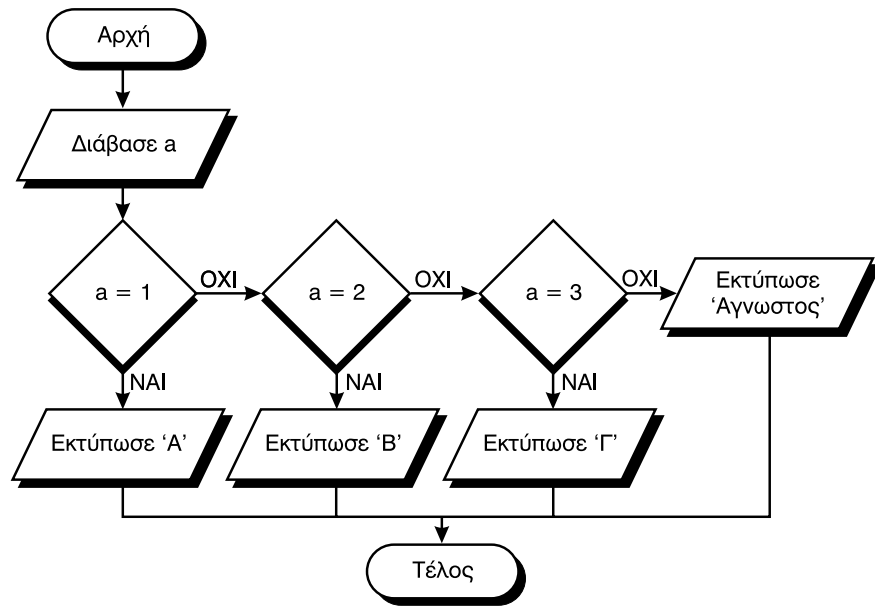 Αρχή
Διάβασε a
a = 1
ΟΧΙ
a = 2
ΟΧΙ
a = 3
ΟΧΙ
Εκτύπωσε
‘Αγνωστος’
ΝΑΙ
ΝΑΙ
ΝΑΙ
Εκτύπωσε ‘Α’
Εκτύπωσε ‘Β’
Εκτύπωσε ‘Γ’
Τέλος